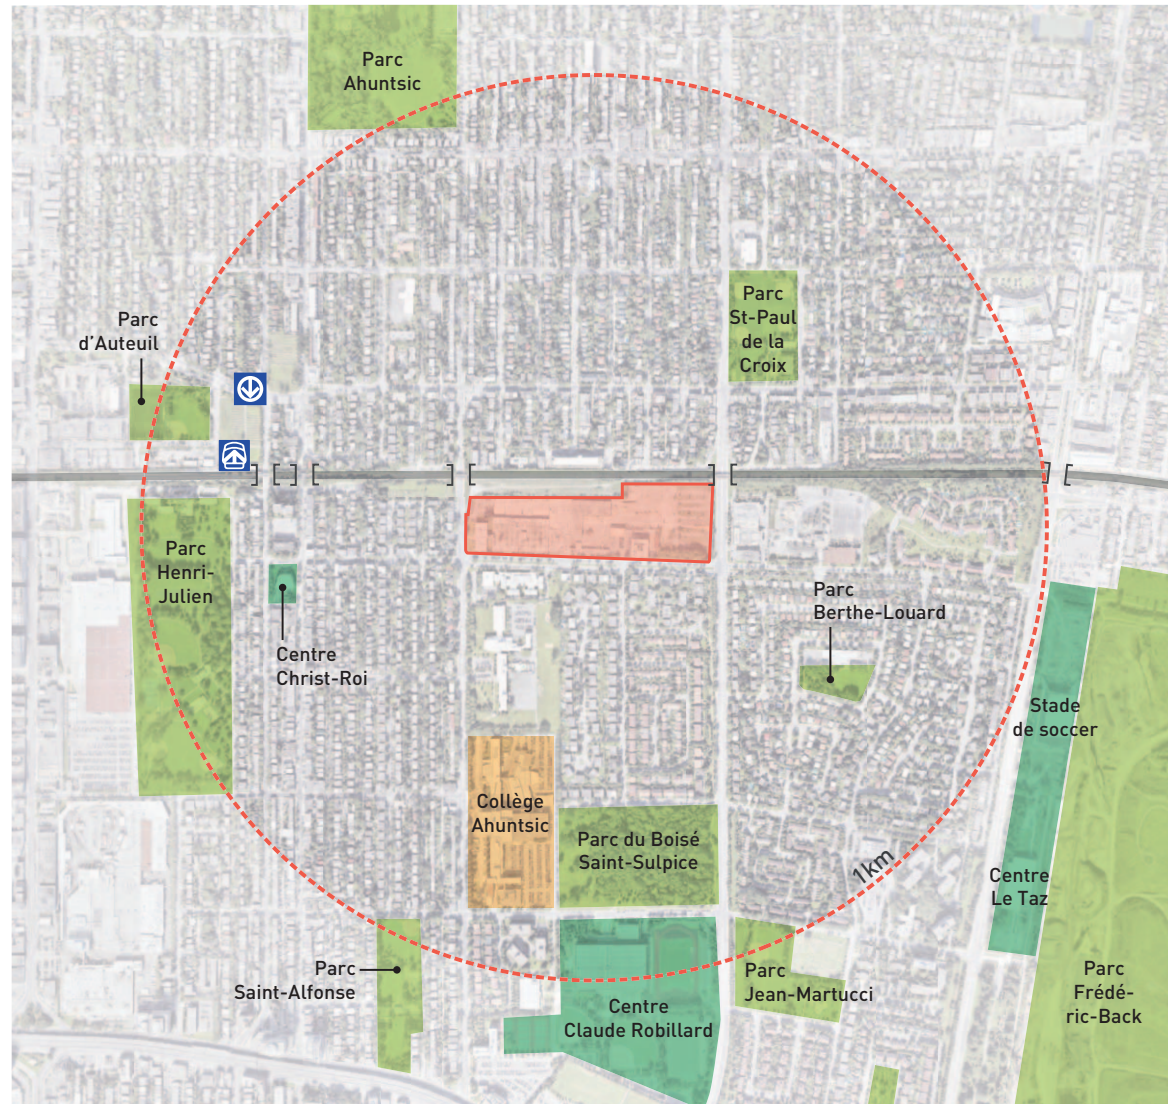 Parc
Ahuntsic
Parc
St-Paul
de la
Croix
Parc
d'Auteuil
Parc
Henri-
Julien
Centre
Christ-Roi
Parc
Berthe-Louard
Stade
de soccer
Collège
Ahuntsic
Parc du Boisé
Saint-Sulpice
1km
Centre
Le Taz
Parc
Saint-Alfonse
Centre
Claude Robillard
Parc
Jean-Martucci
Parc
Frédé-
ric-Back